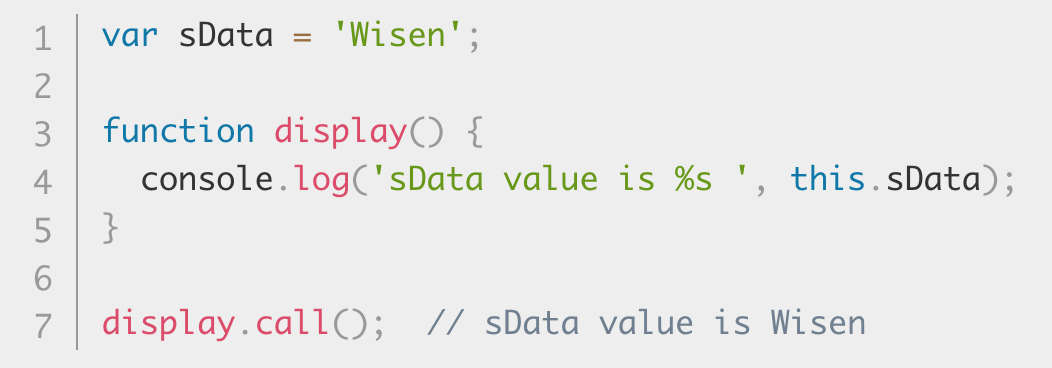 1 var sData = 'Wisen';
2
3 function display() {
4   console.log('sData value is %s ', this.sData);
5 }
6
7 display.call();  // sData value is Wisen